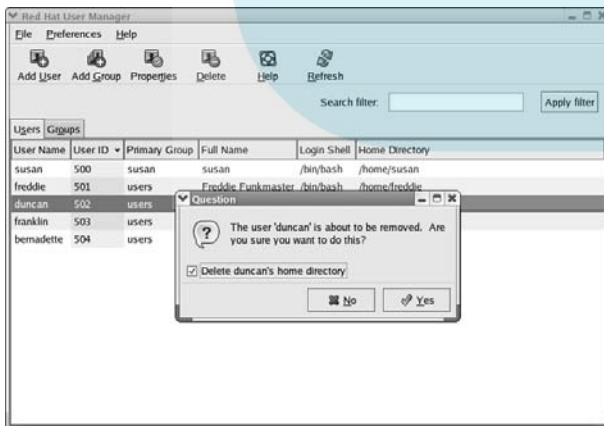 Red Hat User Manager
File Preferences Help
Add User Add Group Properties Delete Help Refresh
Search filter: Apply filter
Users Groups
User Name User ID Primary Group Full Name Login Shell Home Directory
susan 500 susan susan /bin/bash /home/susan
freddie 501 users Freddie Funkmaster /bin/bash /home/freddie
duncan 502 users
franklin 503 users
bernadette 504 users
Question
The user 'duncan' is about to be removed. Are
you sure you want to do this?
Delete duncan's home directory
No Yes